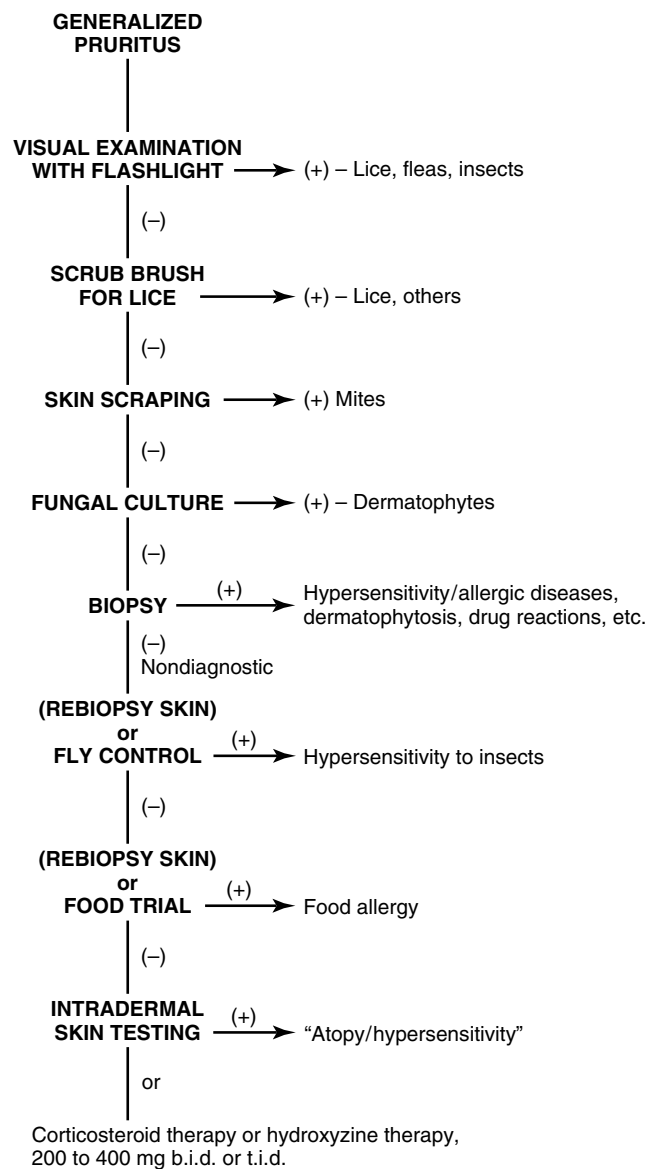 GENERALIZED
PRURITUS
VISUAL EXAMINATION
WITH FLASHLIGHT
(+) – Lice, fleas, insects
(–)
SCRUB BRUSH
FOR LICE
(+) – Lice, others
(–)
SKIN SCRAPING
(+) Mites
(–)
FUNGAL CULTURE
(+) – Dermatophytes
(–)
BIOPSY
(+)
Hypersensitivity/allergic diseases,
dermatophytosis, drug reactions, etc.
(–)
Nondiagnostic
(REBIOPSY SKIN)
or
FLY CONTROL
(+)
Hypersensitivity to insects
(–)
(REBIOPSY SKIN)
or
FOOD TRIAL
(+)
Food allergy
(–)
INTRADERMAL
SKIN TESTING
(+)
“Atopy/hypersensitivity”
or
Corticosteroid therapy or hydroxyzine therapy,
200 to 400 mg b.i.d. or t.i.d.